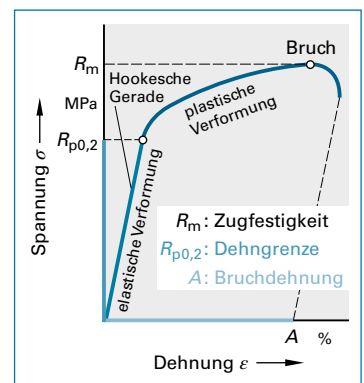 Bruch
Rm
Hookesche
Gerade
MPa
plastische
Verformung
Rp0,2
Spannung σ
elastische Verformung
Rm: Zugfestigkeit
Rp0,2: Dehngrenze
A: Bruchdehnung
A %
Dehnung ε